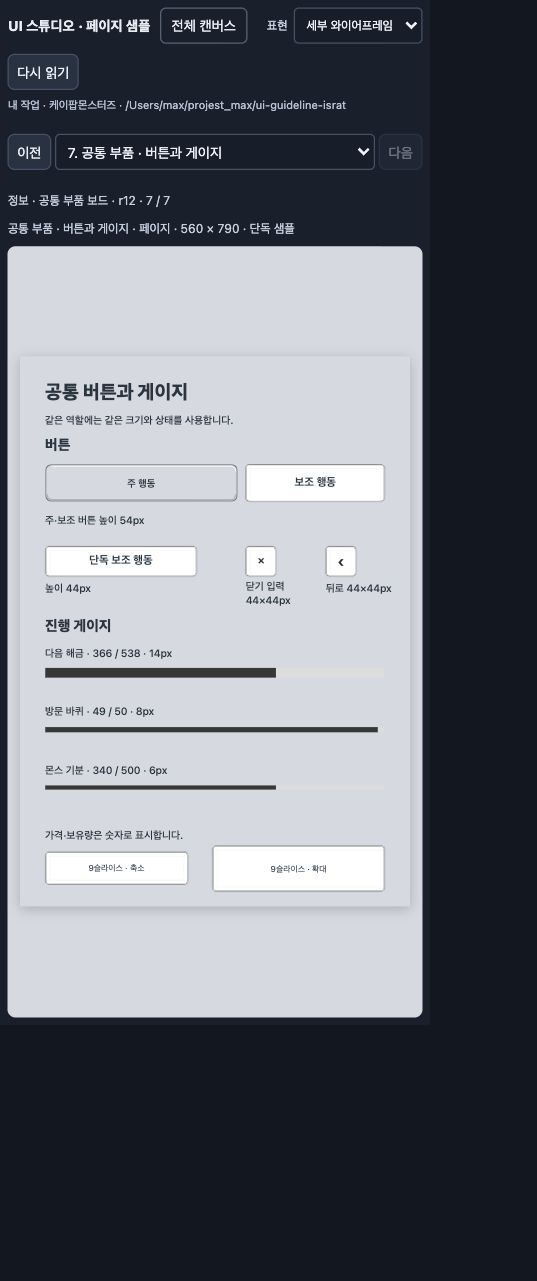 UI 스튜디오 · 페이지 샘플 전체 캔버스 표현 세부 와이어프레임
다시 읽기
내 작업 · 케이팝몬스터즈 · /Users/max/projest_max/ui-guideline-israt
이전 7. 공통 부품 · 버튼과 게이지 다음
정보 · 공통 부품 보드 · r12 · 7 / 7
공통 부품 · 버튼과 게이지 · 페이지 · 560 × 790 · 단독 샘플
공통 버튼과 게이지
같은 역할에는 같은 크기와 상태를 사용합니다.
버튼
주 행동 보조 행동
주·보조 버튼 높이 54px
단독 보조 행동 × ‹
높이 44px 닫기 입력 뒤로 44×44px
44×44px
진행 게이지
다음 해금 · 366 / 538 · 14px
방문 바퀴 · 49 / 50 · 8px
몬스 기분 · 340 / 500 · 6px
가격·보유량은 숫자로 표시합니다.
9슬라이스 · 축소 9슬라이스 · 확대